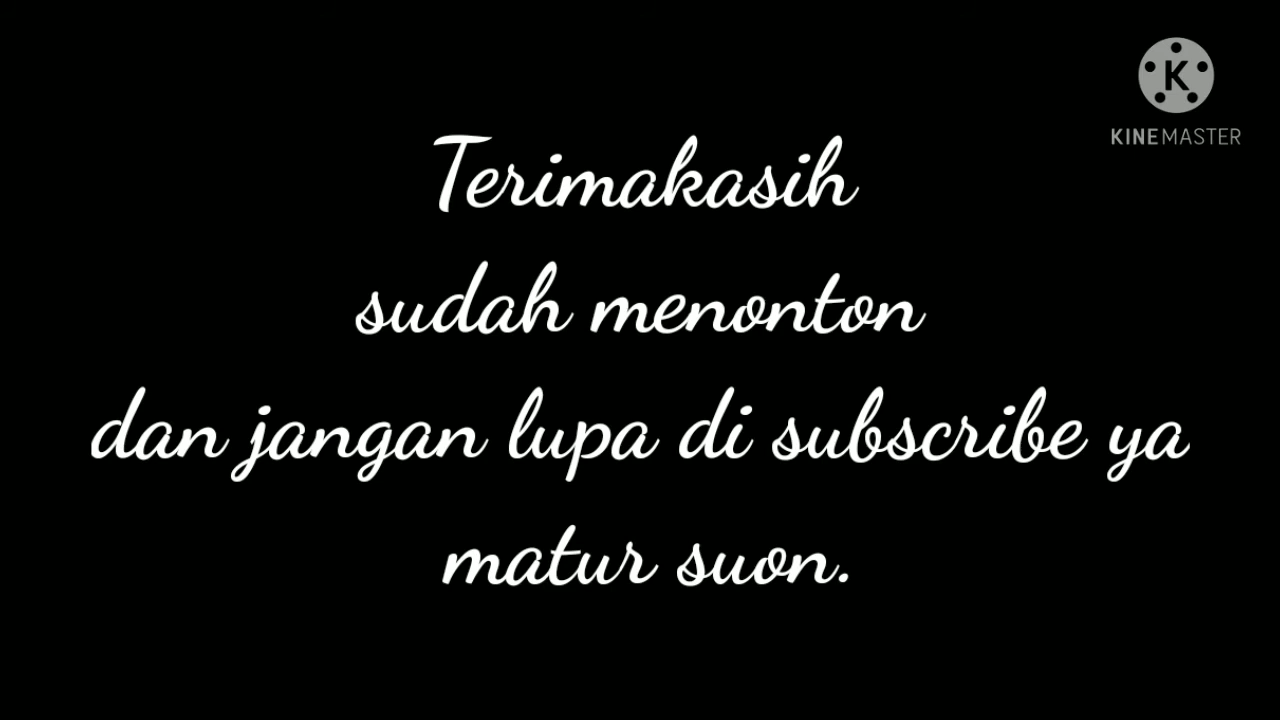 K
KINEMASTER
Terimakasih
sudah menonton
dan jangan lupa di subscribe ya
matur suon.